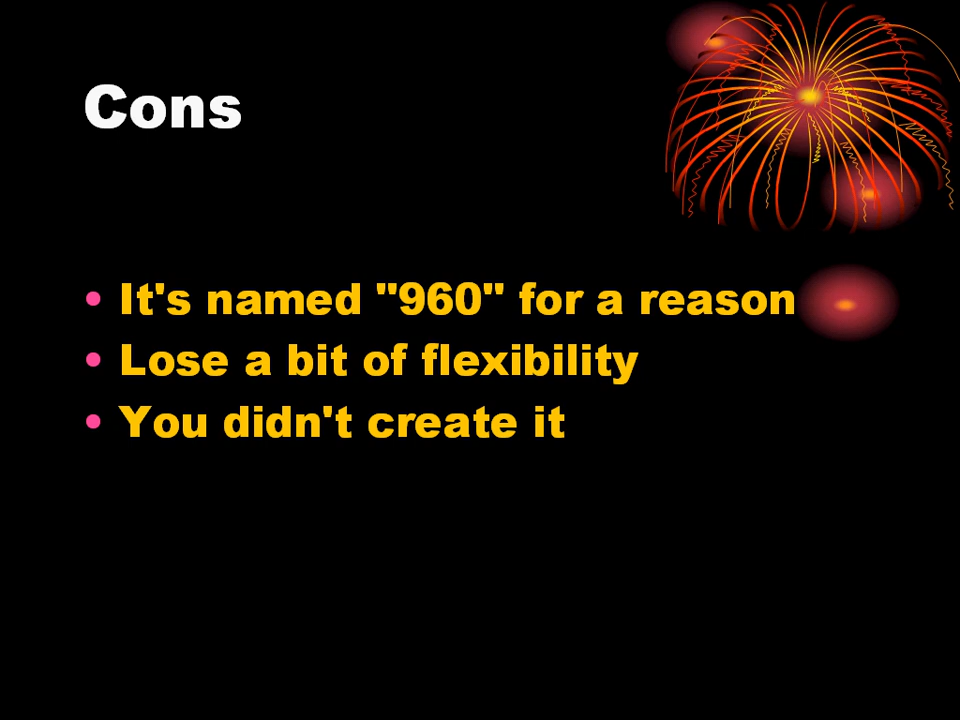 Cons
• It's named "960" for a reason
• Lose a bit of flexibility
• You didn't create it